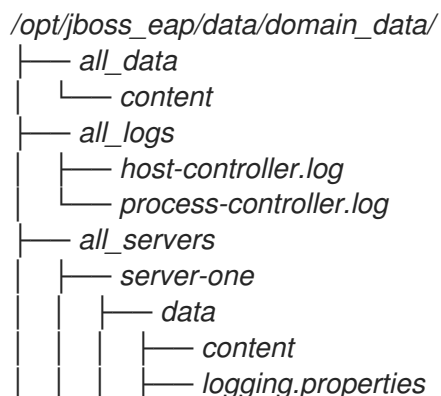 /opt/jboss_eap/data/domain_data/
├── all_data
│   └── content
├── all_logs
│   ├── host-controller.log
│   └── process-controller.log
├── all_servers
│   ├── server-one
│   │   ├── data
│   │   │   ├── content
│   │   │   ├── logging.properties